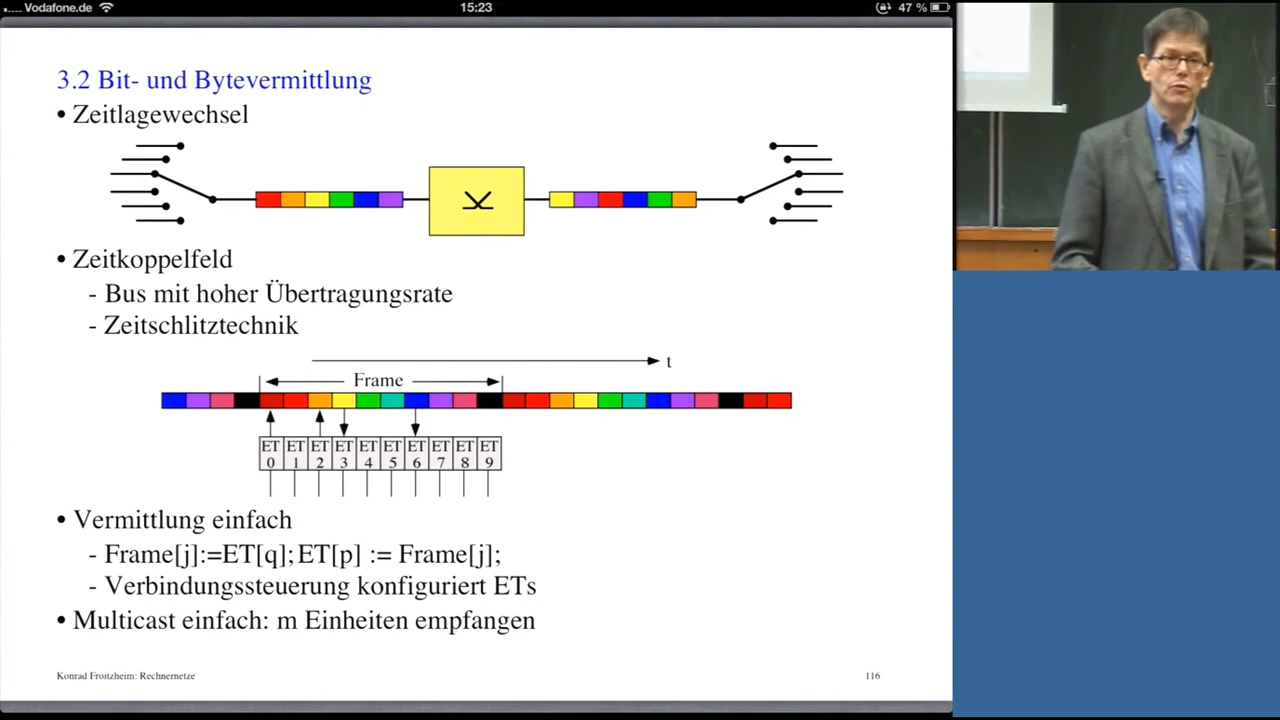 Vodafone.de 15:23 47 %
3.2 Bit- und Bytevermittlung
• Zeitlagewechsel
• Zeitkoppelfeld
- Bus mit hoher Übertragungsrate
- Zeitschlitztechnik
t
Frame
ET ET ET ET ET ET ET ET ET ET
0 1 2 3 4 5 6 7 8 9
• Vermittlung einfach
- Frame[j]:=ET[q]; ET[p] := Frame[j];
- Verbindungssteuerung konfiguriert ETs
• Multicast einfach: m Einheiten empfangen
Konrad Froitzheim: Rechnernetze 116